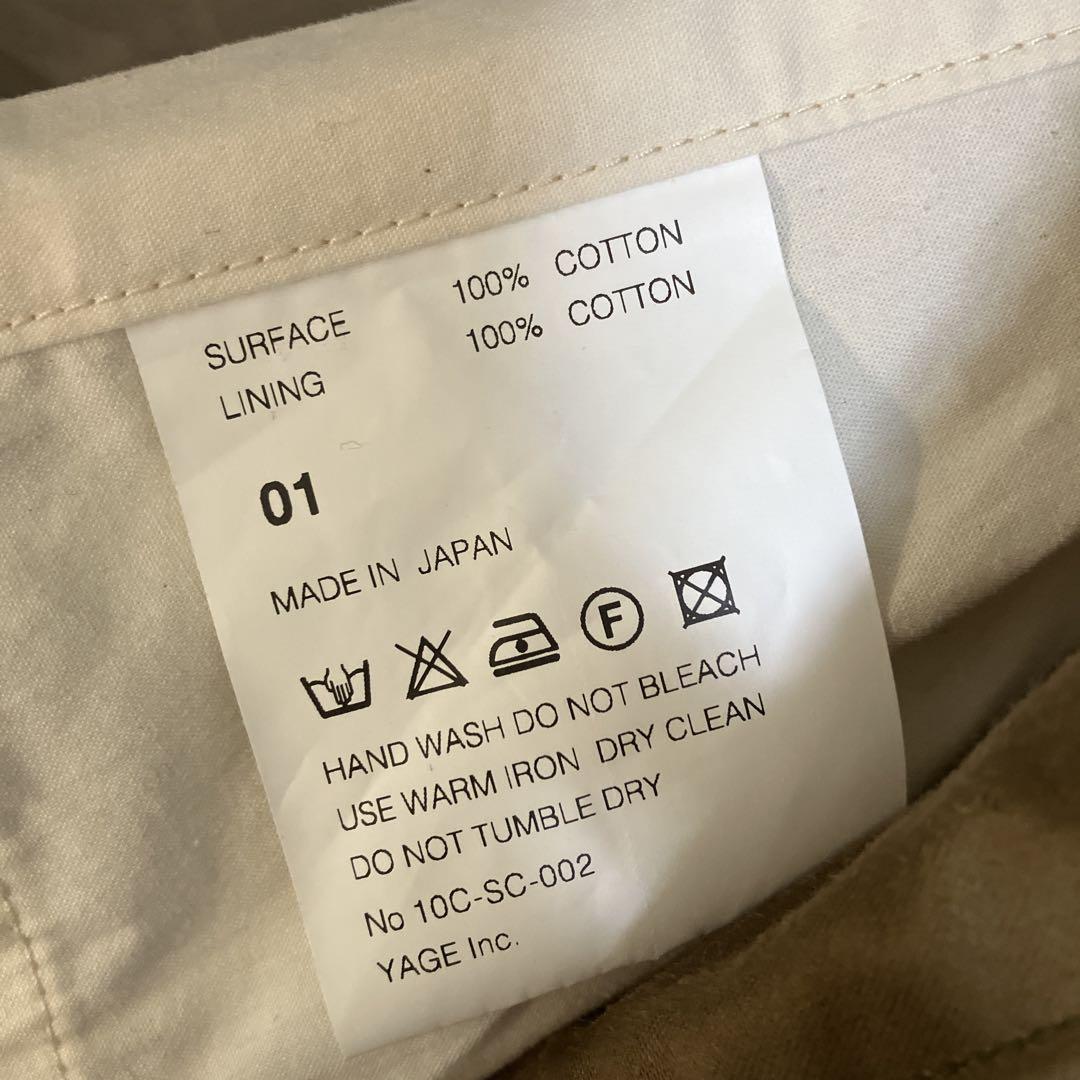 SURFACE 100% COTTON
LINING 100% COTTON
01
MADE IN JAPAN
F
HAND WASH DO NOT BLEACH
USE WARM IRON DRY CLEAN
DO NOT TUMBLE DRY
No 10C-SC-002
YAGE Inc.